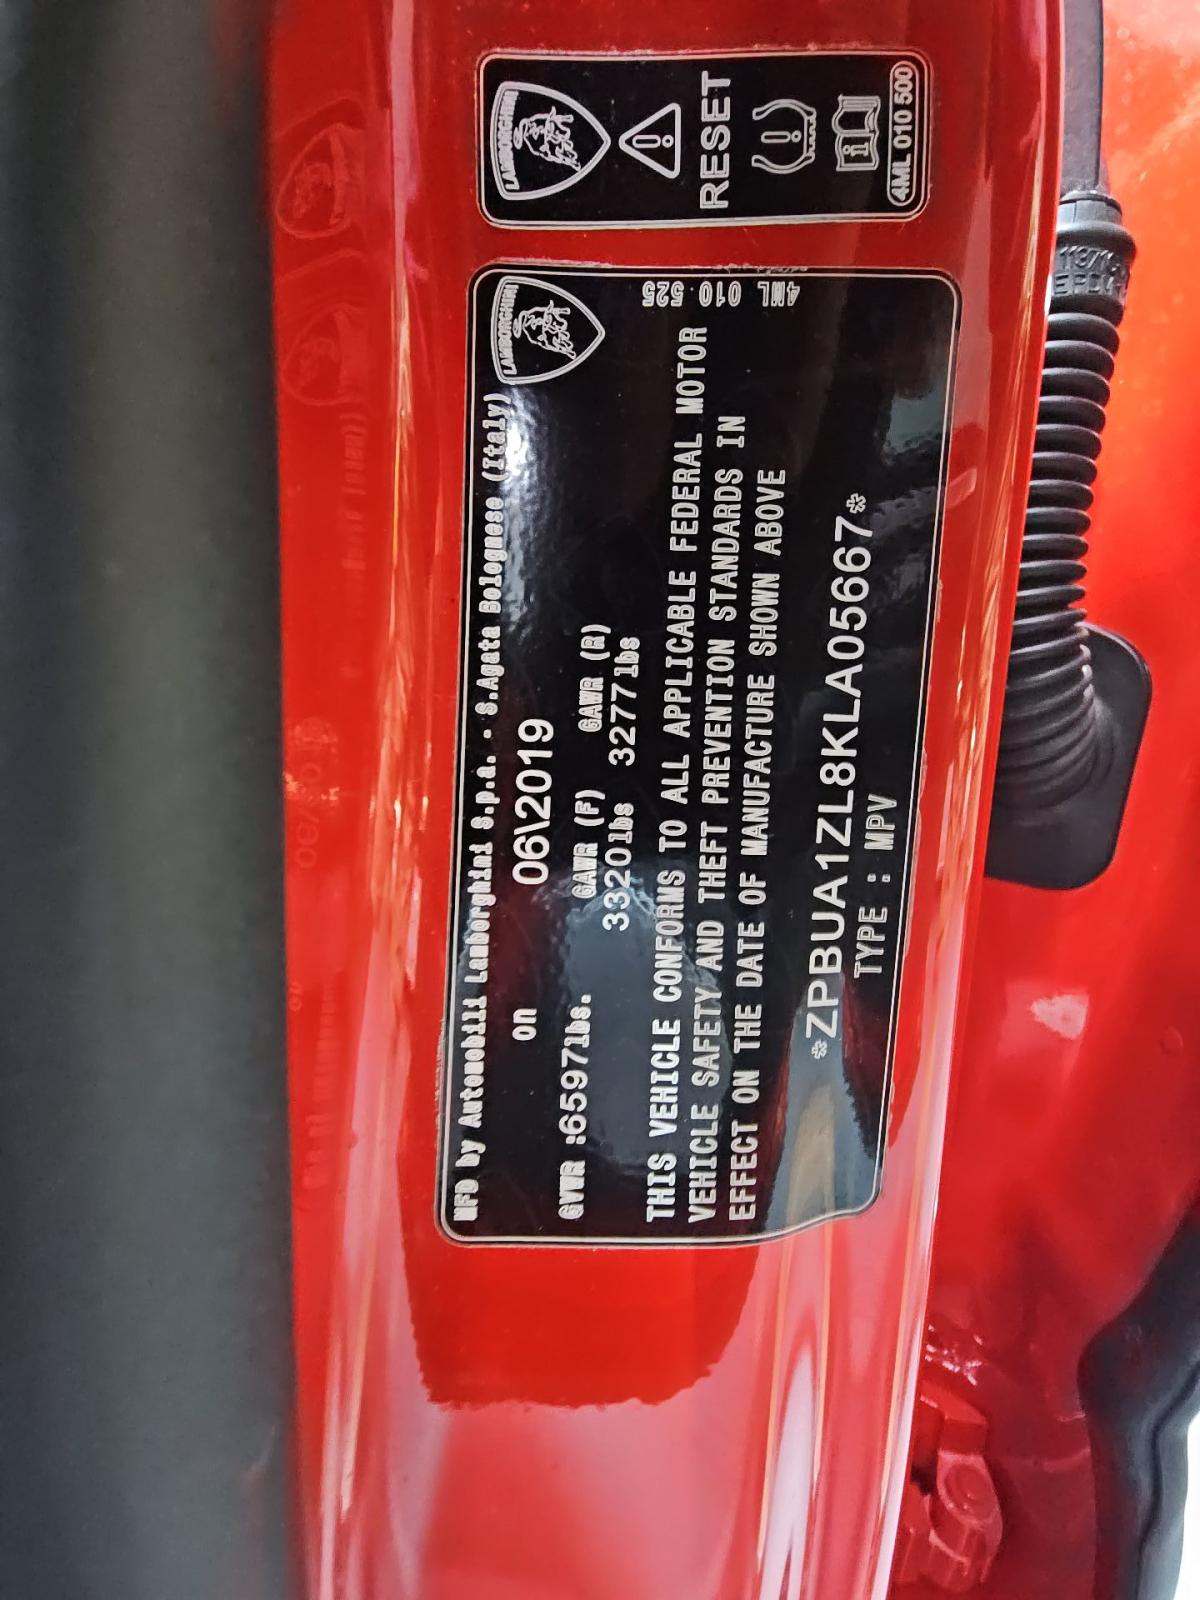 LAMBORGHINI
RESET
4ML 010 500
LAMBORGHINI
4ML 010 525
MFD by Automobili Lamborghini S.p.a. - S.Agata Bolognese (Italy)
on 06\2019
GVWR :6597lbs. GAWR (F) GAWR (R)
3320lbs 3277lbs
THIS VEHICLE CONFORMS TO ALL APPLICABLE FEDERAL MOTOR
VEHICLE SAFETY AND THEFT PREVENTION STANDARDS IN
EFFECT ON THE DATE OF MANUFACTURE SHOWN ABOVE
*ZPBUA1ZL8KLA05667*
TYPE : MPV